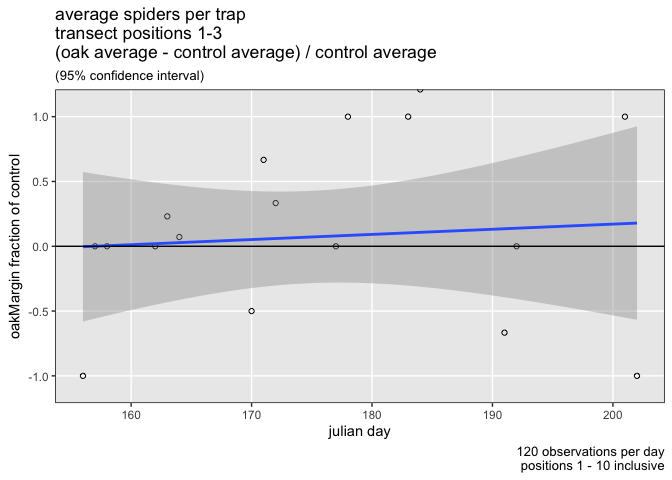 average spiders per trap
transect positions 1-3
(oak average - control average) / control average
(95% confidence interval)
oakMargin fraction of control
1.0
0.5
0.0
-0.5
-1.0
160 170 180 190 200
julian day
120 observations per day
positions 1 - 10 inclusive